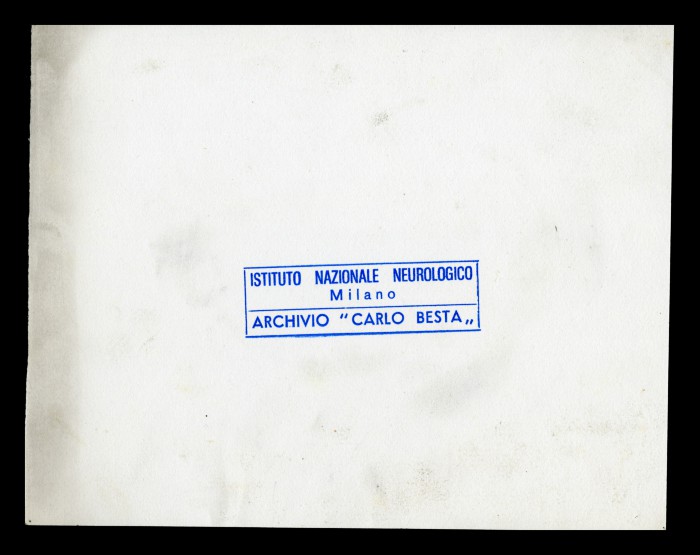 ISTITUTO NAZIONALE NEUROLOGICO
Milano
ARCHIVIO "CARLO BESTA„